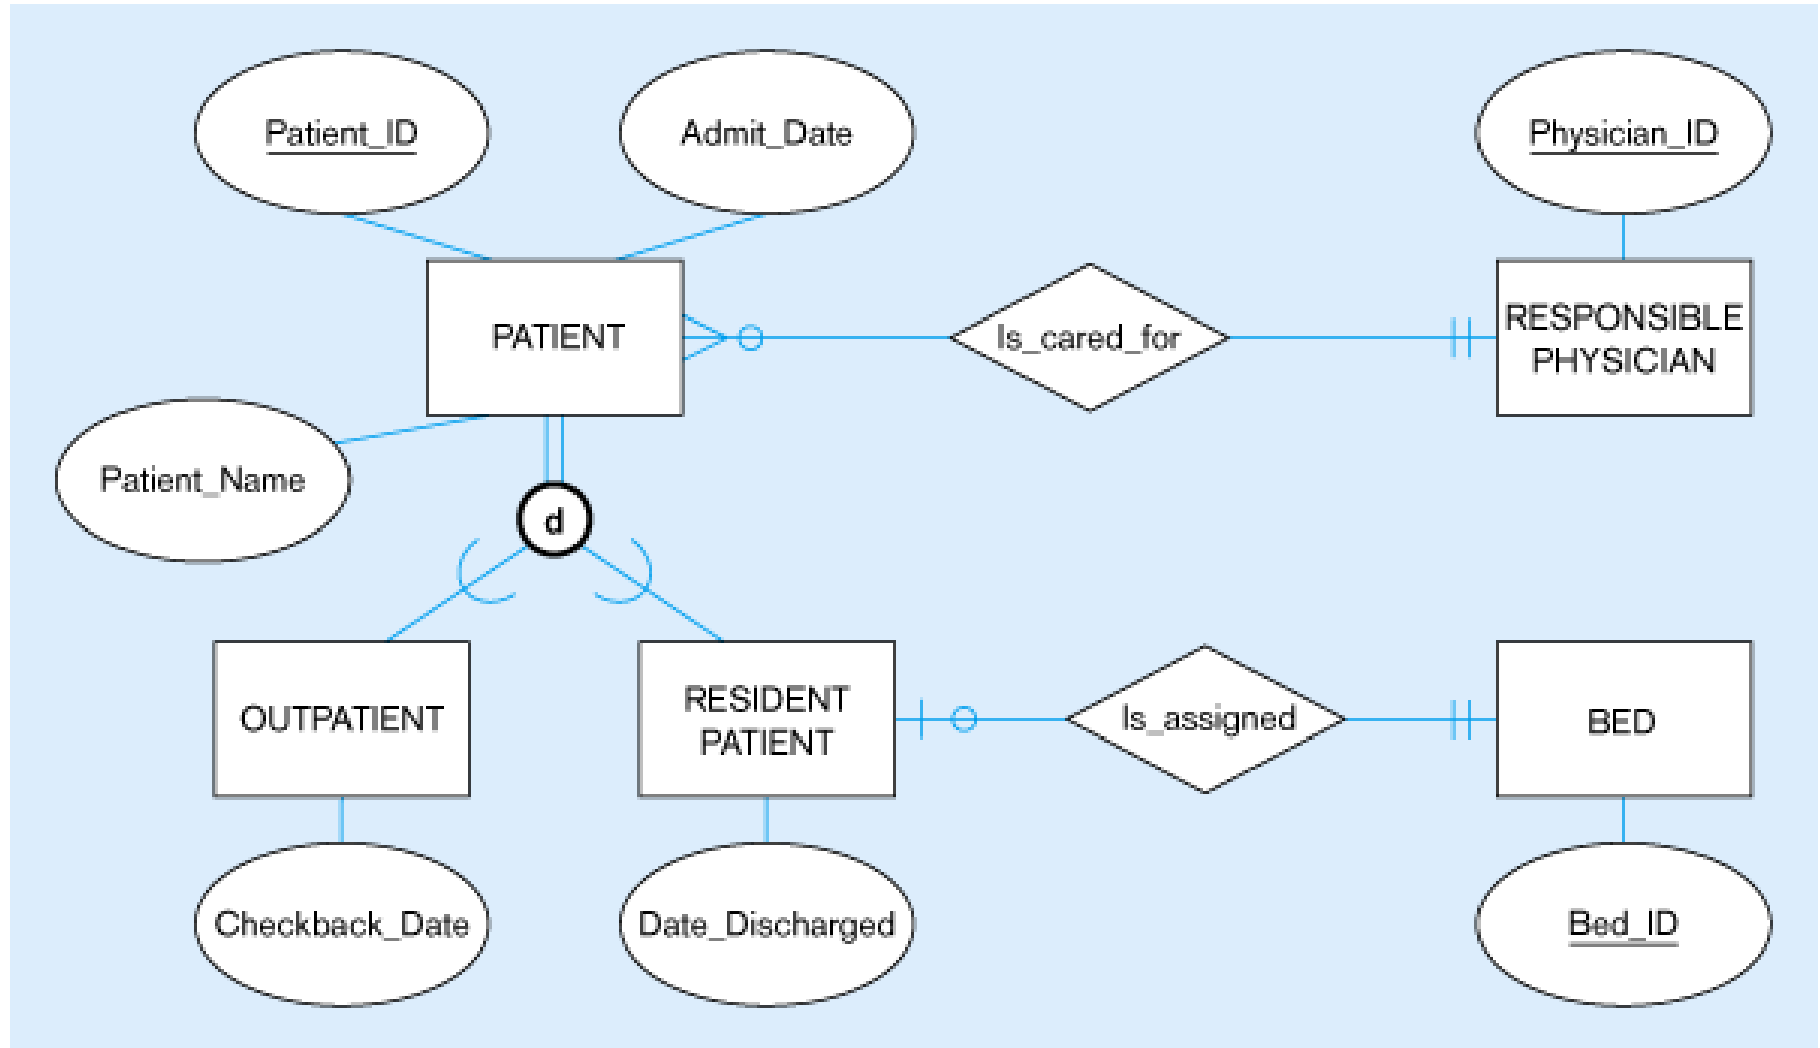 Patient_ID
Admit_Date
Physician_ID
PATIENT
Is_cared_for
RESPONSIBLE
PHYSICIAN
Patient_Name
d
OUTPATIENT
RESIDENT
PATIENT
Is_assigned
BED
Checkback_Date
Date_Discharged
Bed_ID